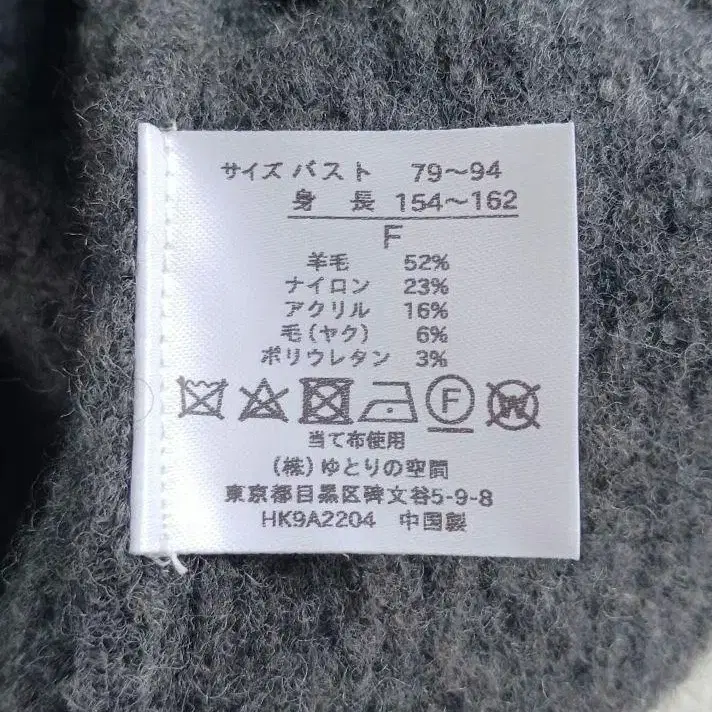 サイズ バスト 79～94
身 長 154～162
F
羊毛 52%
ナイロン 23%
アクリル 16%
毛(ヤク) 6%
ポリウレタン 3%
F W
当て布使用
(株)ゆとりの空間
東京都目黒区碑文谷5-9-8
HK9A2204 中国製